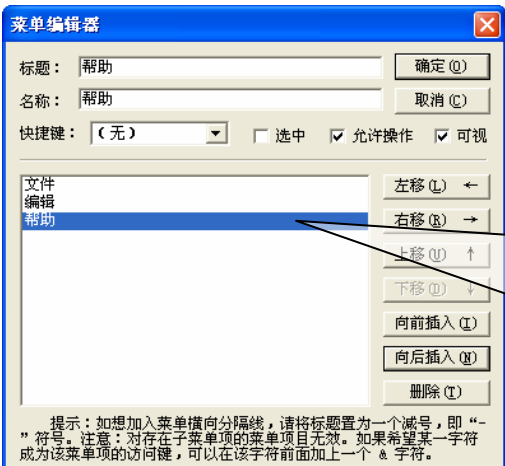 菜单编辑器
标题： 帮助 确定(O)
名称： 帮助 取消(C)
快捷键： (无) 选中 允许操作 可视
文件
编辑
帮助
左移(L) ←
右移(R) →
上移(U) ↑
下移(D) ↓
向前插入(I)
向后插入(N)
删除(T)
提示：如想加入菜单横向分隔线，请将标题置为一个减号，即 “-
” 符号。注意：对存在子菜单项的菜单项目无效。如果希望某一字符
成为该菜单项的访问键，可以在该字符前面加上一个 & 字符。